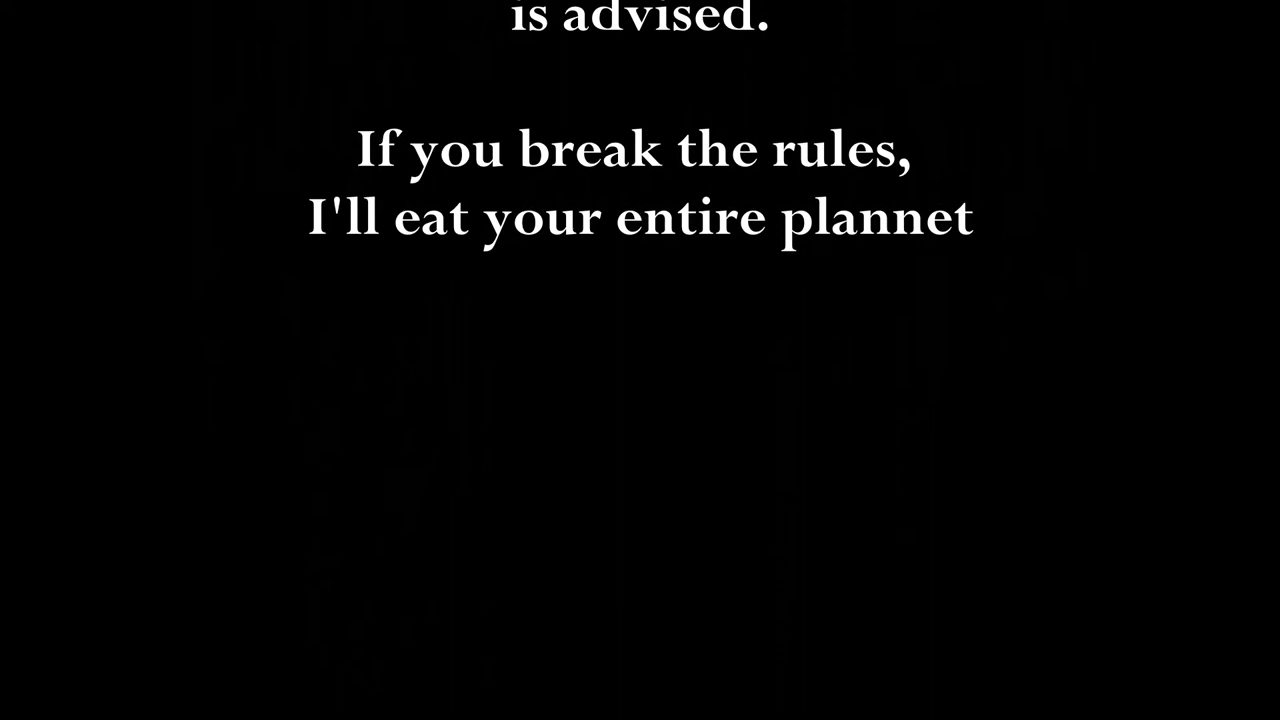 is advised.
If you break the rules,
I'll eat your entire plannet